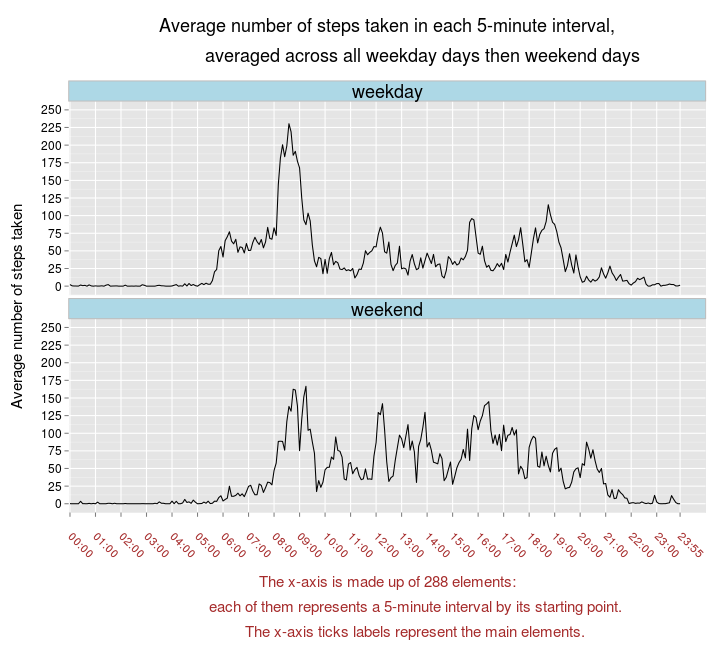 Average number of steps taken in each 5-minute interval,
averaged across all weekday days then weekend days
weekday
250
225
200
175
150
125
100
75
50
25
0
weekend
250
225
200
175
150
125
100
75
50
25
0
Average number of steps taken
00:00 01:00 02:00 03:00 04:00 05:00 06:00 07:00 08:00 09:00 10:00 11:00 12:00 13:00 14:00 15:00 16:00 17:00 18:00 19:00 20:00 21:00 22:00 23:00 23:55
The x-axis is made up of 288 elements:
each of them represents a 5-minute interval by its starting point.
The x-axis ticks labels represent the main elements.